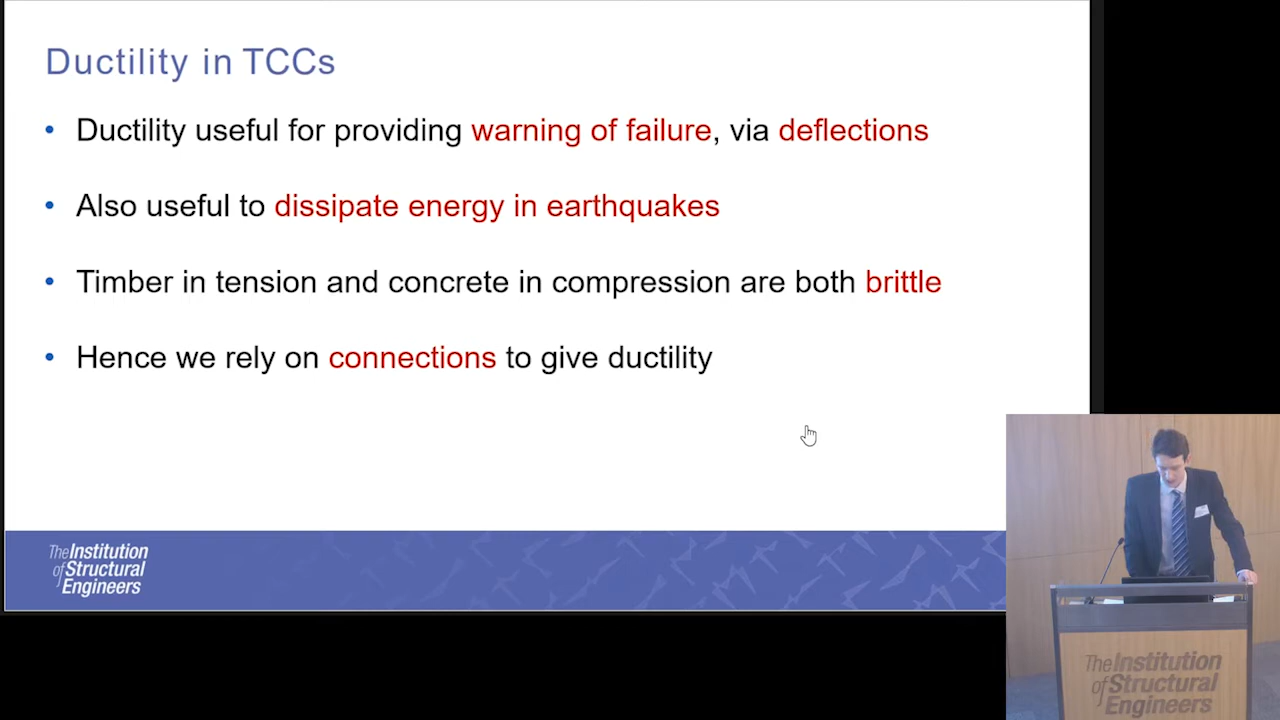 Ductility in TCCs
• Ductility useful for providing warning of failure, via deflections
• Also useful to dissipate energy in earthquakes
• Timber in tension and concrete in compression are both brittle
• Hence we rely on connections to give ductility
The Institution
of Structural
Engineers
The Institution
of Structural
Engineers